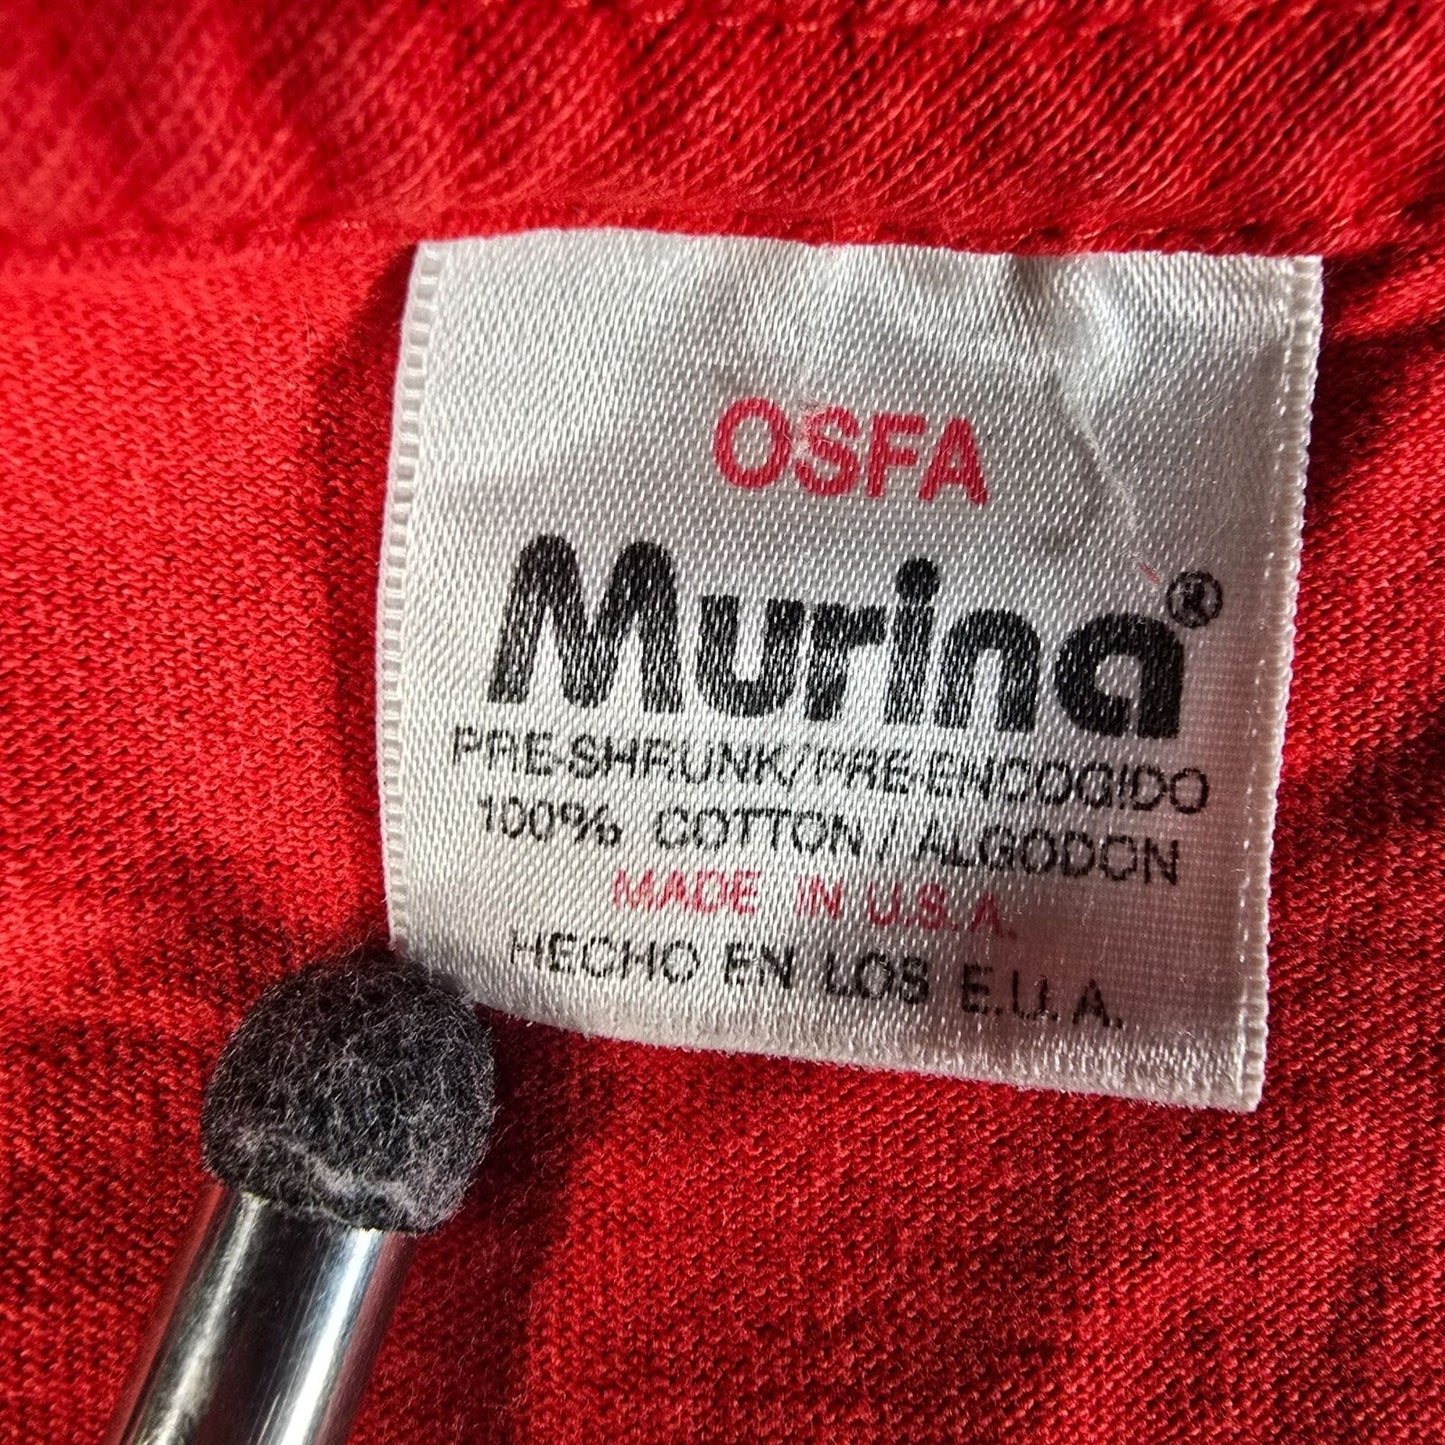 OSFA
Murina®
PRE-SHRUNK/PRE-ENCOGIDO
100% COTTON/ALGODON
MADE IN U.S.A.
HECHO EN LOS E.U.A.